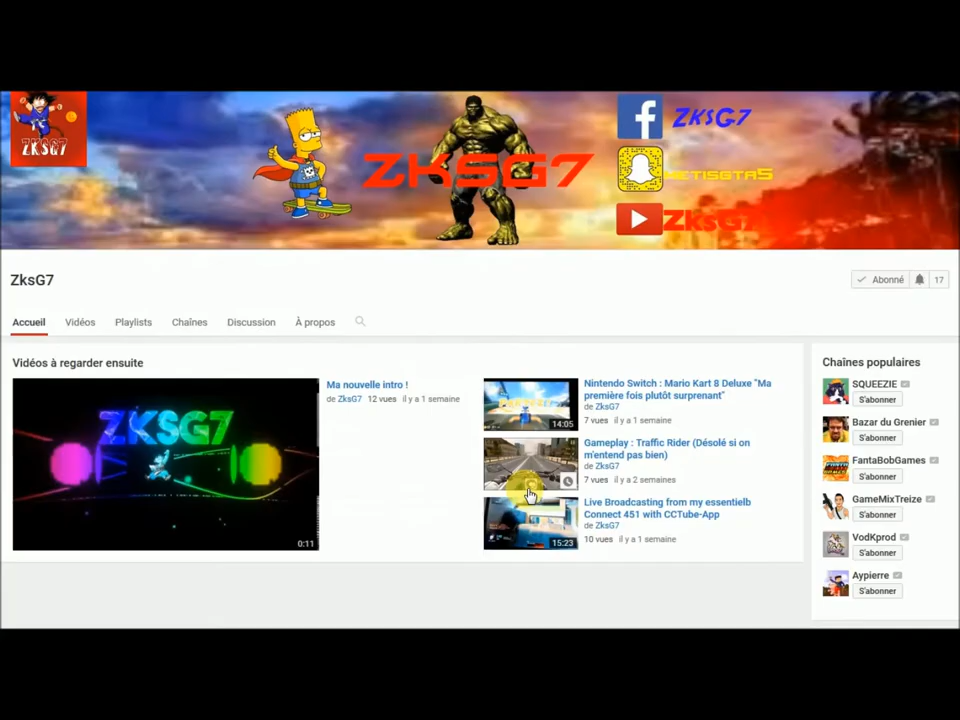 ZKSG7
ZKSG7
ZKSG7
METISGTA5
ZKSG7
ZksG7
Abonné
17
Accueil
Vidéos
Playlists
Chaînes
Discussion
À propos
Vidéos à regarder ensuite
ZKSG7
0:11
Ma nouvelle intro !
de ZksG7 12 vues il y a 1 semaine
14:05
Nintendo Switch : Mario Kart 8 Deluxe "Ma
première fois plutôt surprenant"
de ZksG7
7 vues il y a 1 semaine
Gameplay : Traffic Rider (Désolé si on
m'entend pas bien)
de ZksG7
7 vues il y a 2 semaines
15:23
Live Broadcasting from my essentielb
Connect 451 with CCTube-App
de ZksG7
10 vues il y a 1 semaine
Chaînes populaires
SQUEEZIE
S'abonner
Bazar du Grenier
S'abonner
FantaBobGames
S'abonner
GameMixTreize
S'abonner
VodKprod
S'abonner
Aypierre
S'abonner